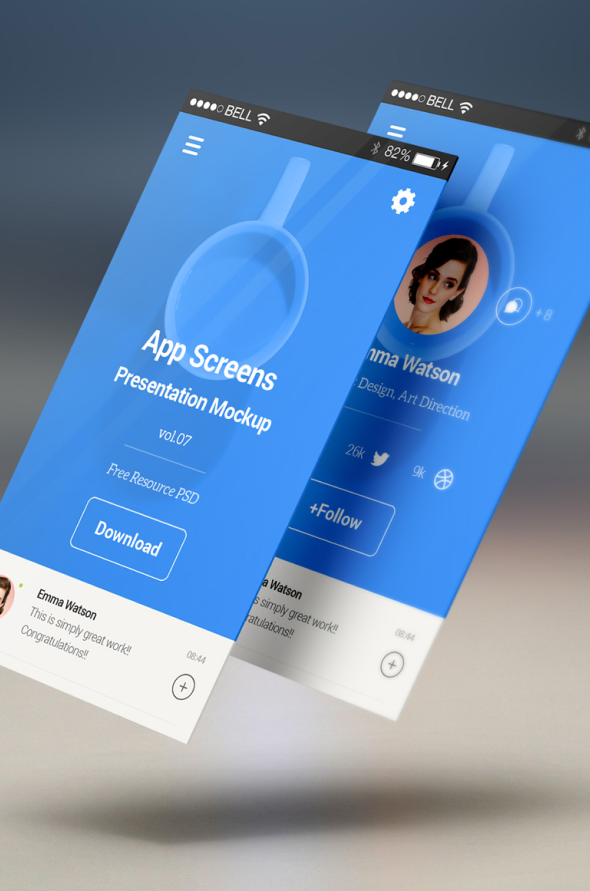 BELL
82%
App Screens
Presentation Mockup
vol.07
Free Resource PSD
Download
Emma Watson
This is simply great work!!
Congratulations!!
08:44
BELL
+8
mma Watson
Design, Art Direction
26k
9k
+Follow
a Watson
s simply great work!!
ratulations!!
08:44